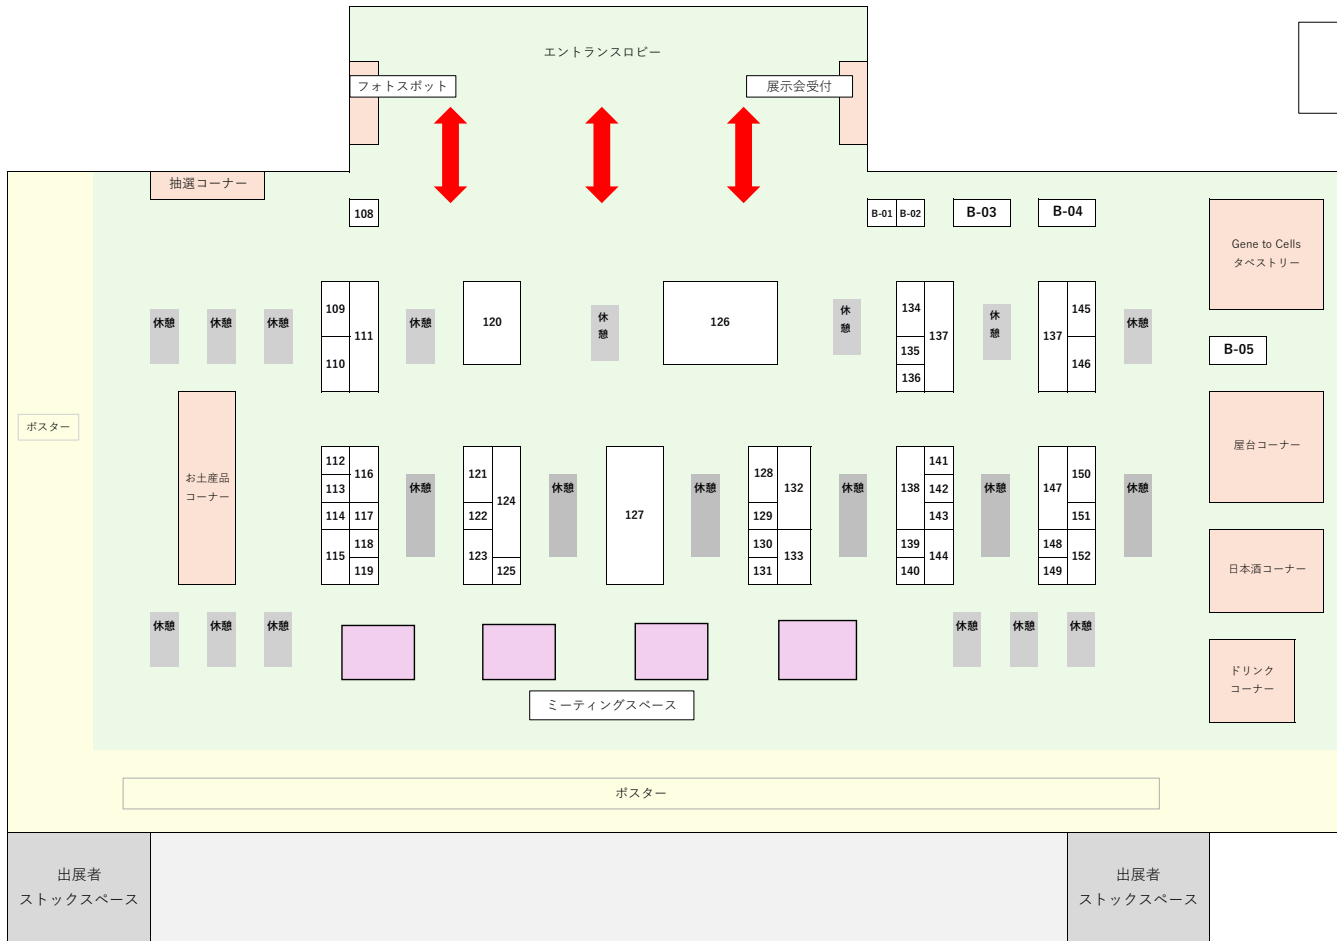 エントランスロビー
フォトスポット
展示会受付
抽選コーナー
108
B-01
B-02
B-03
B-04
Gene to Cells
タペストリー
休憩
休憩
休憩
109
110
111
休憩
120
休
憩
126
休
憩
134
135
136
137
休
憩
137
145
146
休憩
B-05
ポスター
お土産品
コーナー
112
113
114
115
116
117
118
119
休憩
121
122
123
124
125
休憩
127
休憩
128
129
130
131
132
133
休憩
138
139
140
141
142
143
144
休憩
147
148
149
150
151
152
休憩
屋台コーナー
日本酒コーナー
休憩
休憩
休憩
休憩
休憩
休憩
ドリンク
コーナー
ミーティングスペース
ポスター
出展者
ストックスペース
出展者
ストックスペース